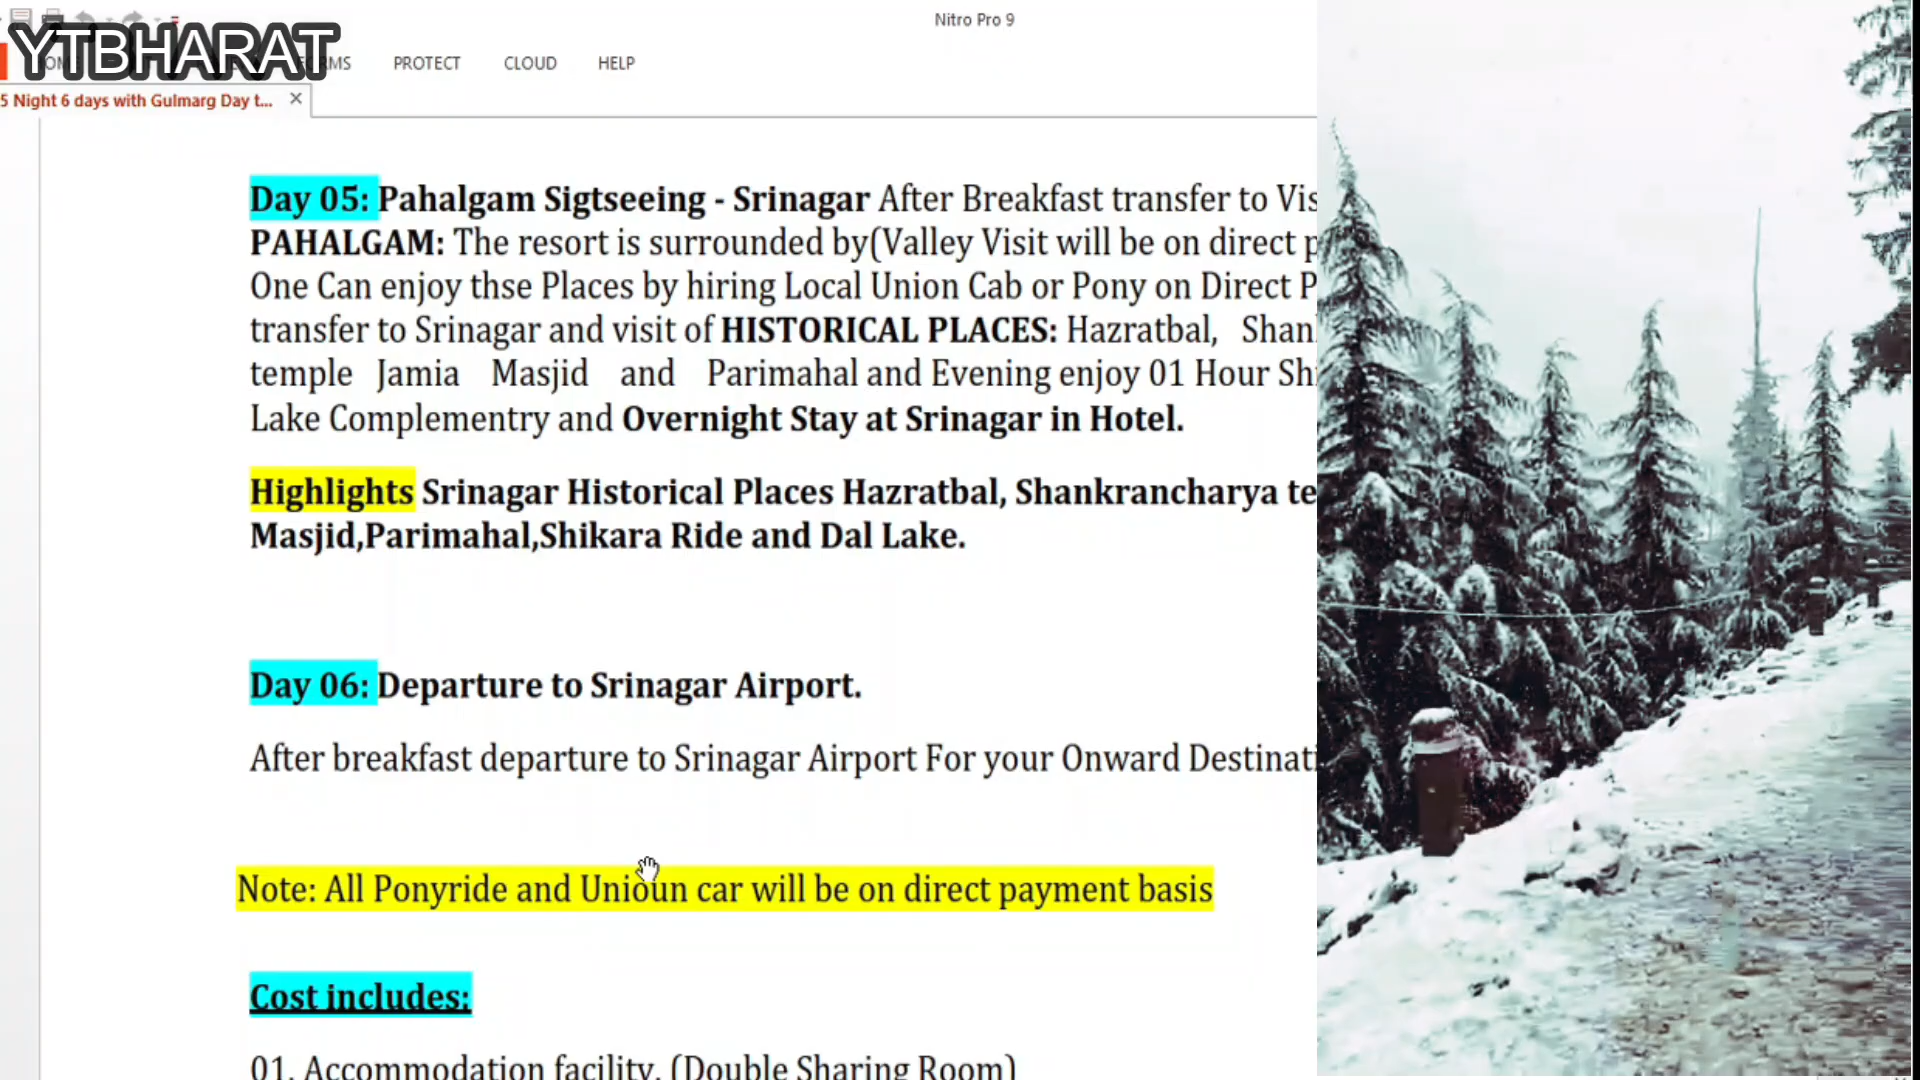 Nitro Pro 9
YTBHARAT
FORMS PROTECT CLOUD HELP
5 Night 6 days with Gulmarg Day t...
Day 05: Pahalgam Sigtseeing - Srinagar After Breakfast transfer to
PAHALGAM: The resort is surrounded by(Valley Visit will be on direct
One Can enjoy thse Places by hiring Local Union Cab or Pony on Direct
transfer to Srinagar and visit of HISTORICAL PLACES: Hazratbal,
temple Jamia Masjid and Parimahal and Evening enjoy 01 Hour
Lake Complementry and Overnight Stay at Srinagar in Hotel.
Highlights Srinagar Historical Places Hazratbal, Shankrancharya
Masjid,Parimahal,Shikara Ride and Dal Lake.
Day 06: Departure to Srinagar Airport.
After breakfast departure to Srinagar Airport For your Onward
Note: All Ponyride and Unioun car will be on direct payment basis
Cost includes:
01. Accommodation facility. (Double Sharing Room)